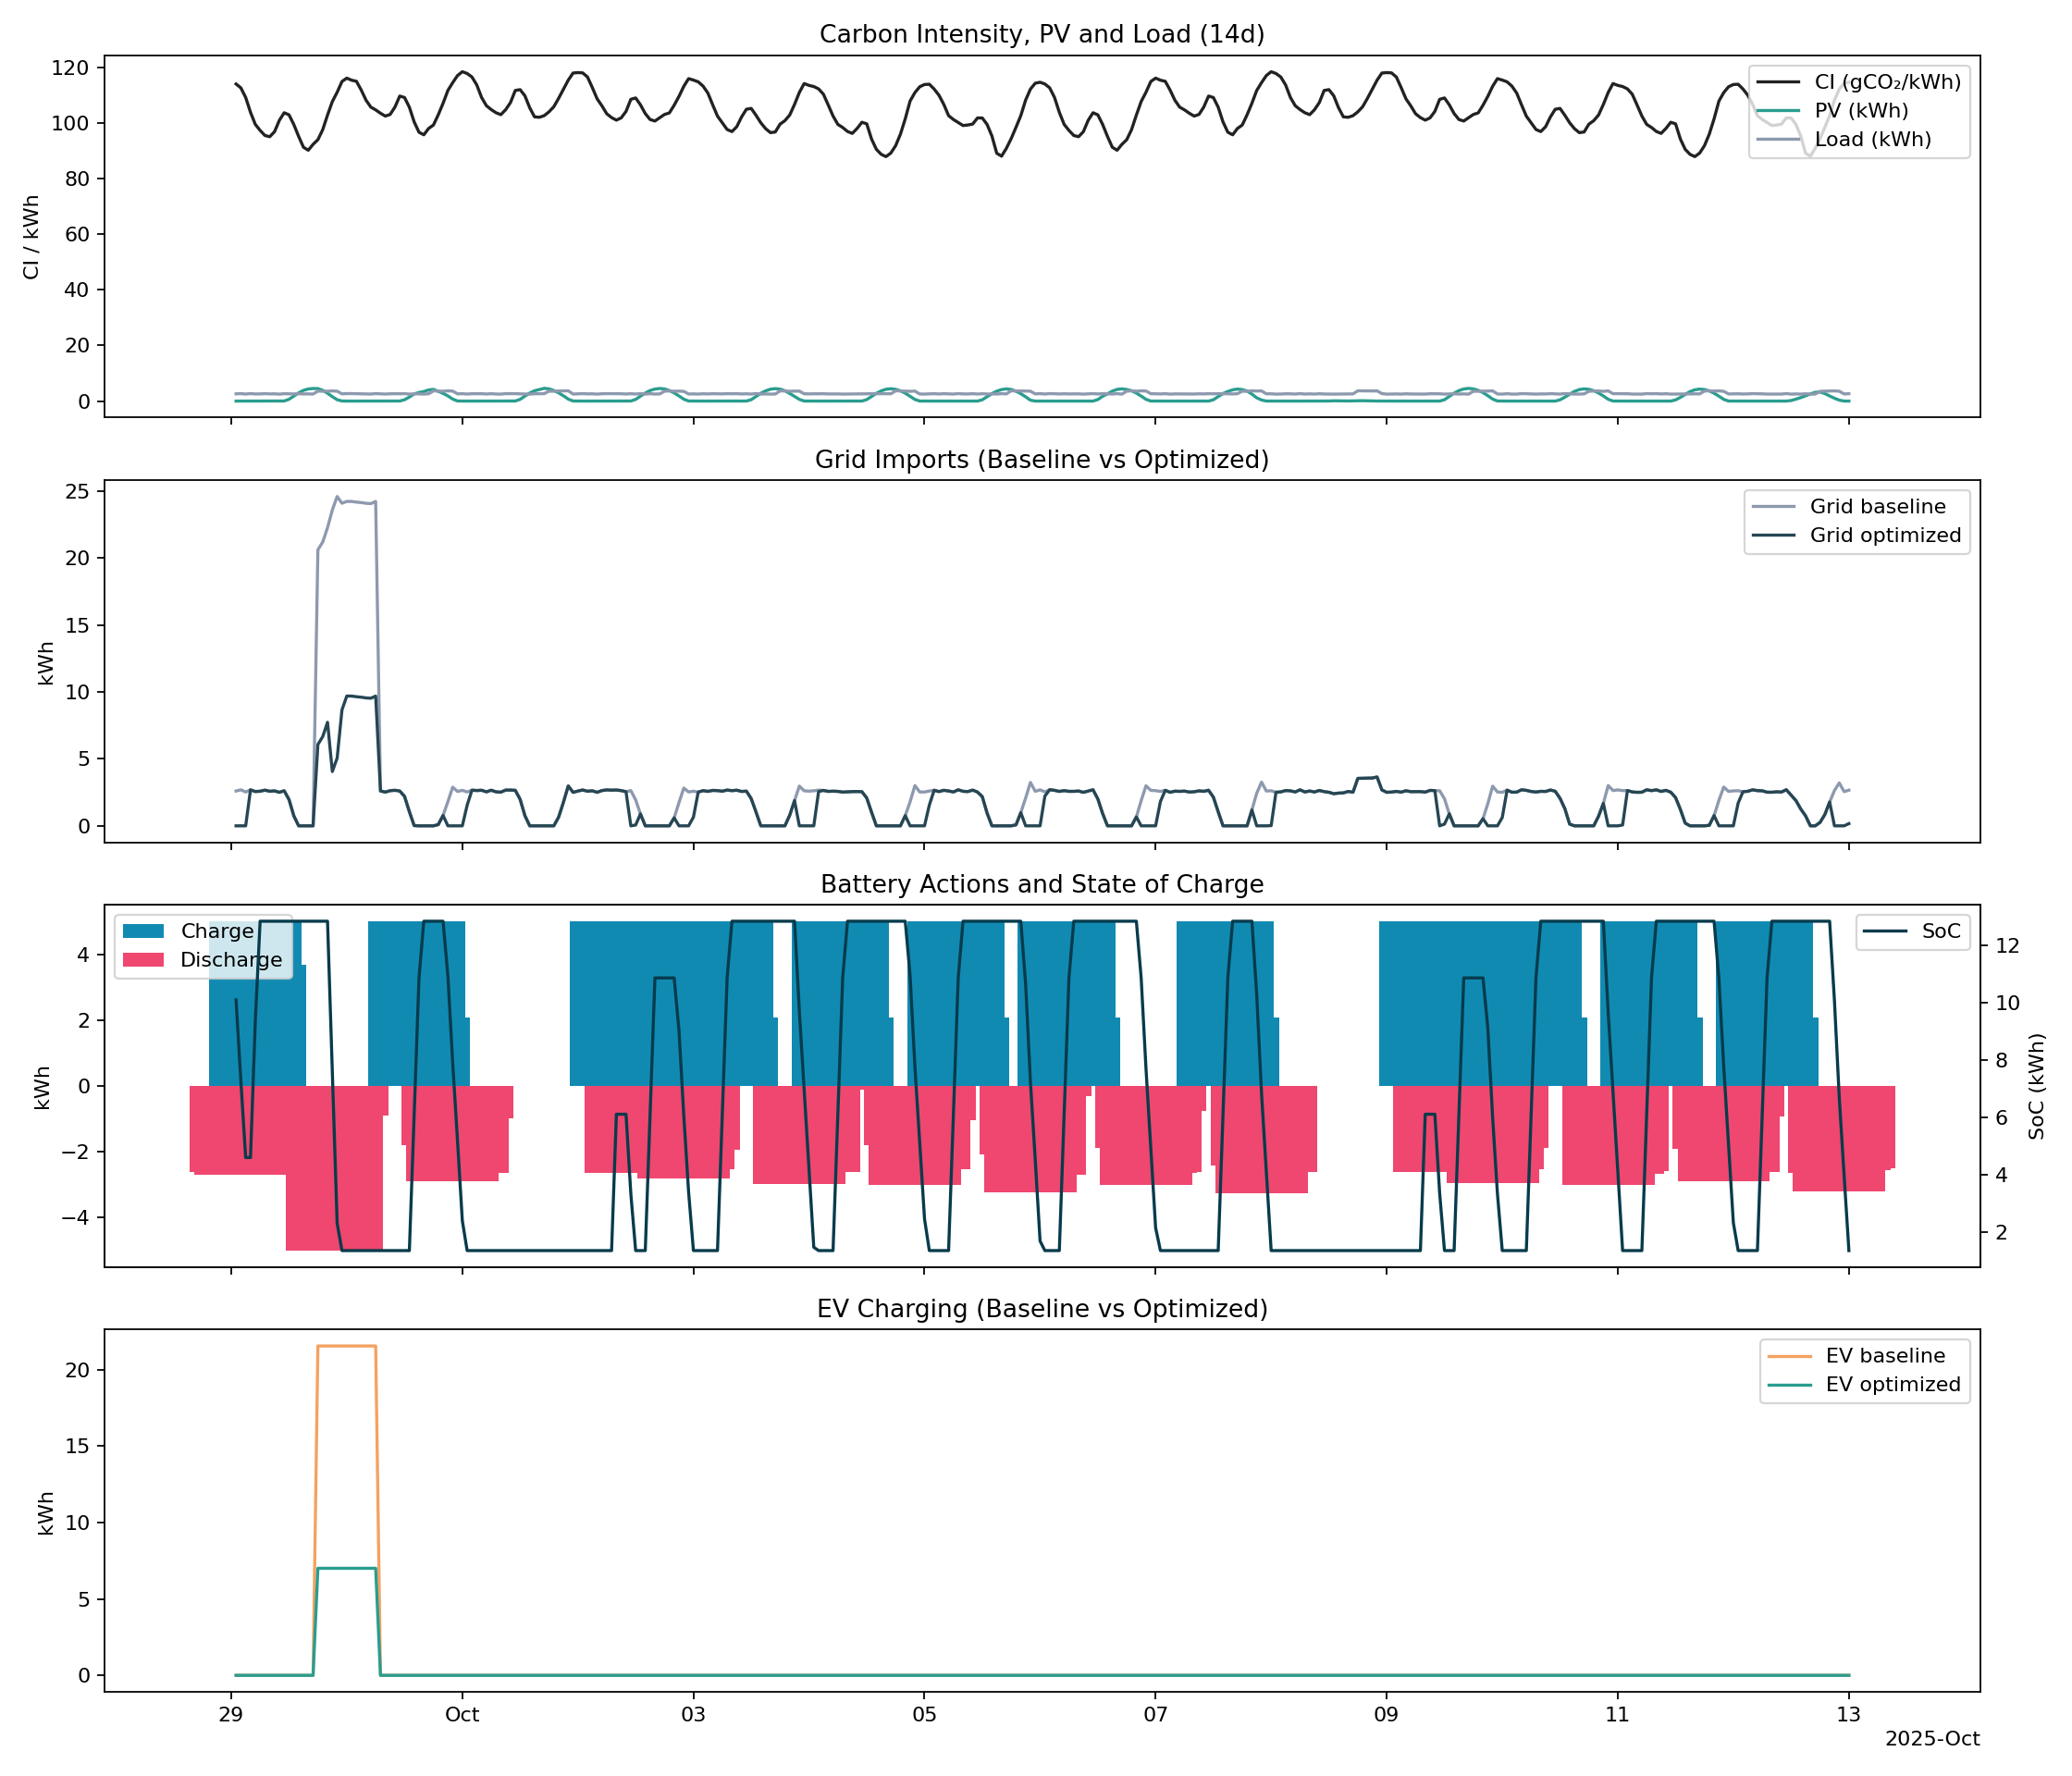 Carbon Intensity, PV and Load (14d)
120
100
80
60
40
20
0
CI / kWh
CI (gCO₂/kWh)
PV (kWh)
Load (kWh)
Grid Imports (Baseline vs Optimized)
25
20
15
10
5
0
kWh
Grid baseline
Grid optimized
Battery Actions and State of Charge
4
2
0
−2
−4
kWh
Charge
Discharge
SoC
12
10
8
6
4
2
SoC (kWh)
EV Charging (Baseline vs Optimized)
20
15
10
5
0
kWh
EV baseline
EV optimized
29
Oct
03
05
07
09
11
13
2025-Oct